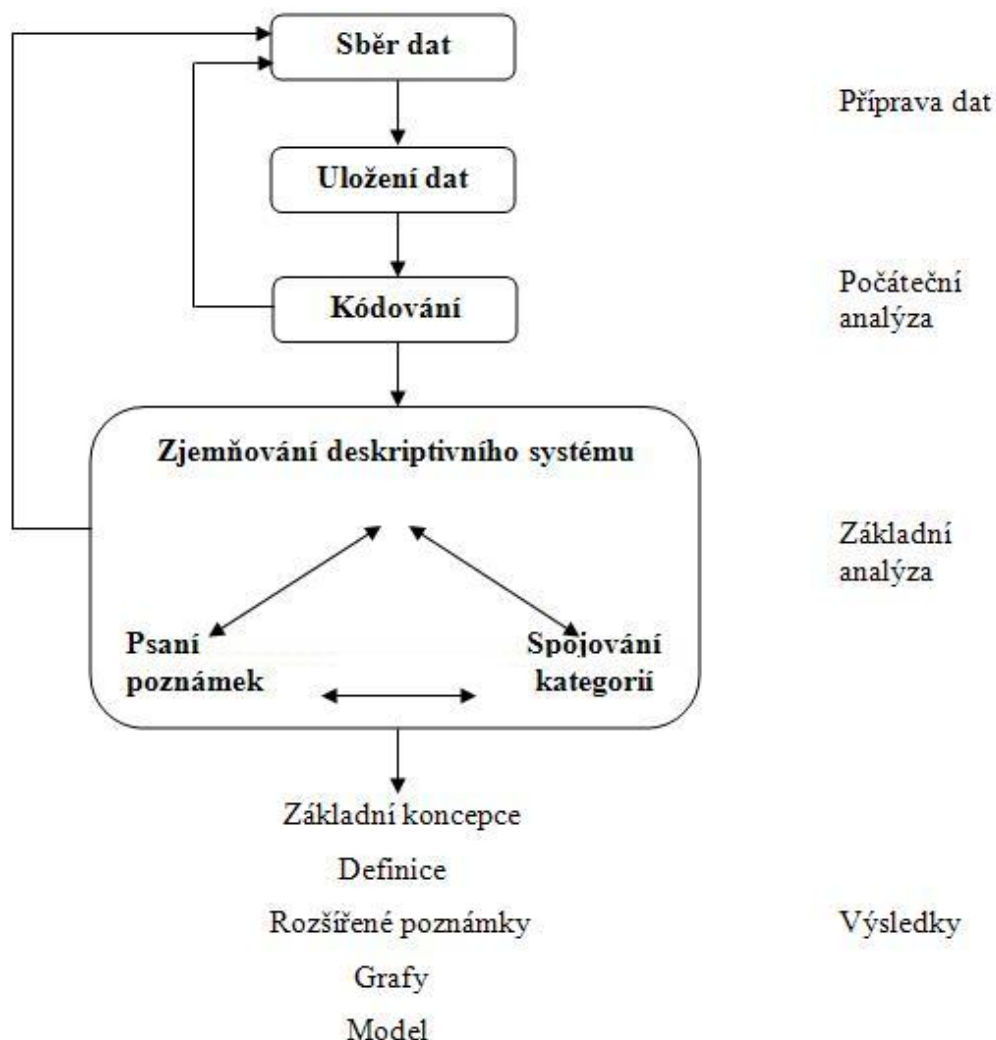 Sběr dat
Příprava dat
Uložení dat
Kódování
Počáteční
analýza
Zjemňování deskriptivního systému
Základní
analýza
Psaní
poznámek
Spojování
kategorií
Základní koncepce
Definice
Rozšířené poznámky
Výsledky
Grafy
Model